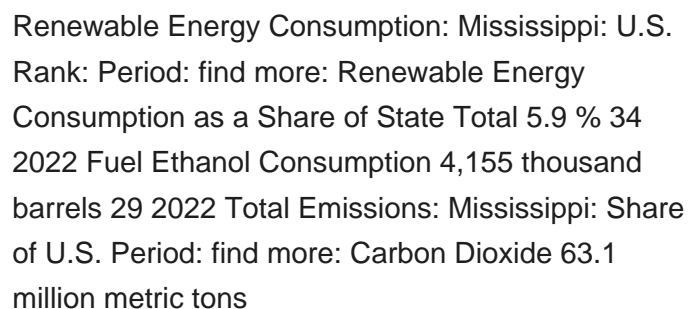 Renewable Energy Consumption: Mississippi: U.S.
Rank: Period: find more: Renewable Energy
Consumption as a Share of State Total 5.9 % 34
2022 Fuel Ethanol Consumption 4,155 thousand
barrels 29 2022 Total Emissions: Mississippi: Share
of U.S. Period: find more: Carbon Dioxide 63.1
million metric tons